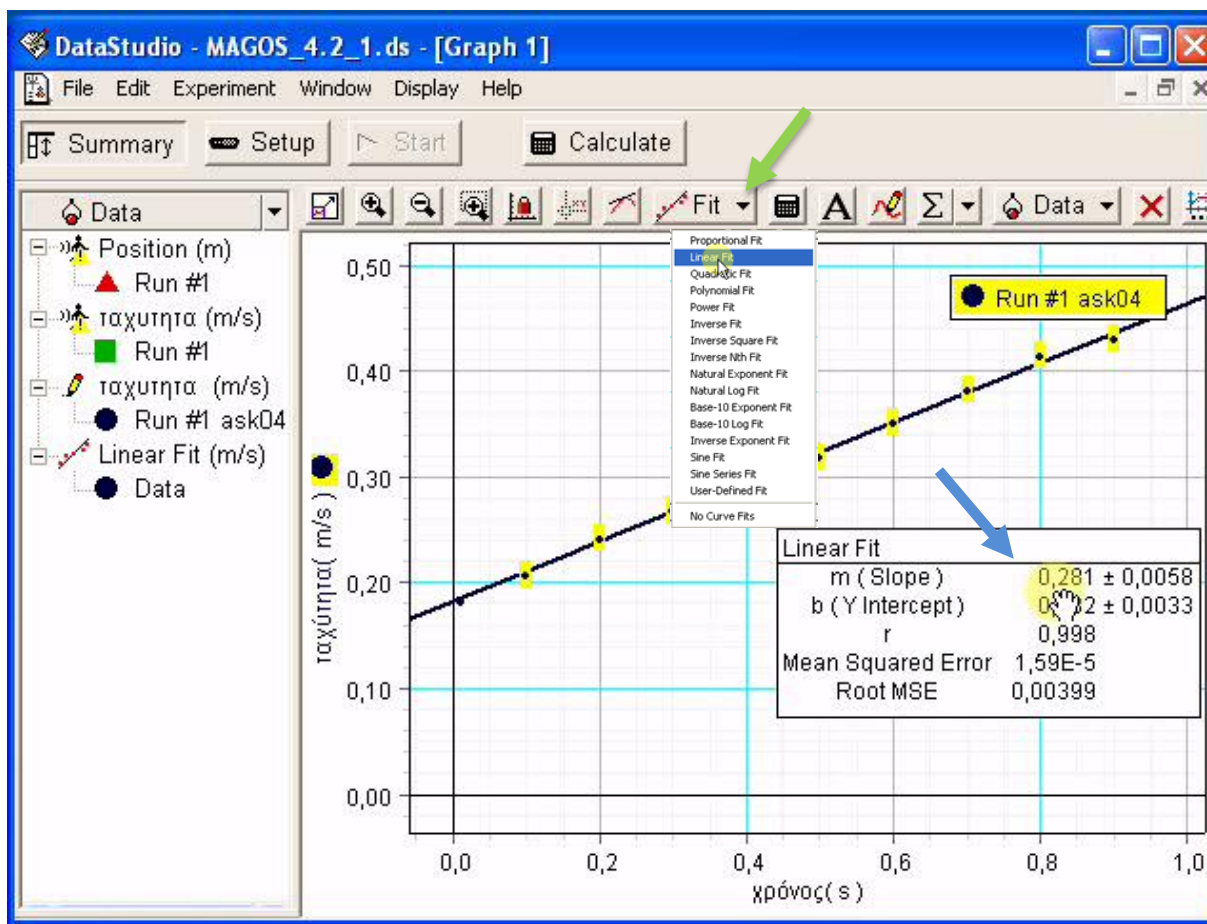 DataStudio - MAGOS_4.2_1.ds - [Graph 1]
File Edit Experiment Window Display Help
Summary Setup Start Calculate
Fit A Σ Data
Data
Position (m)
Run #1
ταχυτητα (m/s)
Run #1
ταχυτητα (m/s)
Run #1 ask04
Linear Fit (m/s)
Data
Proportional Fit
Linear Fit
Quadratic Fit
Polynomial Fit
Power Fit
Inverse Fit
Inverse Square Fit
Inverse Nth Fit
Natural Exponent Fit
Natural Log Fit
Base-10 Exponent Fit
Base-10 Log Fit
Inverse Exponent Fit
Sine Fit
Sine Series Fit
User-Defined Fit
No Curve Fits
Run #1 ask04
0,50
0,40
0,30
0,20
0,10
0,00
ταχύτητα( m/s )
Linear Fit
m ( Slope ) 0,281 ± 0,0058
b ( Y Intercept ) ± 0,0033
r 0,998
Mean Squared Error 1,59E-5
Root MSE 0,00399
0,0 0,2 0,4 0,6 0,8 1,0
χρόνος( s )